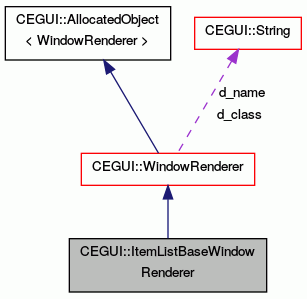 CEGUI::AllocatedObject
< WindowRenderer >
CEGUI::String
d_name
d_class
CEGUI::WindowRenderer
CEGUI::ItemListBaseWindow
Renderer